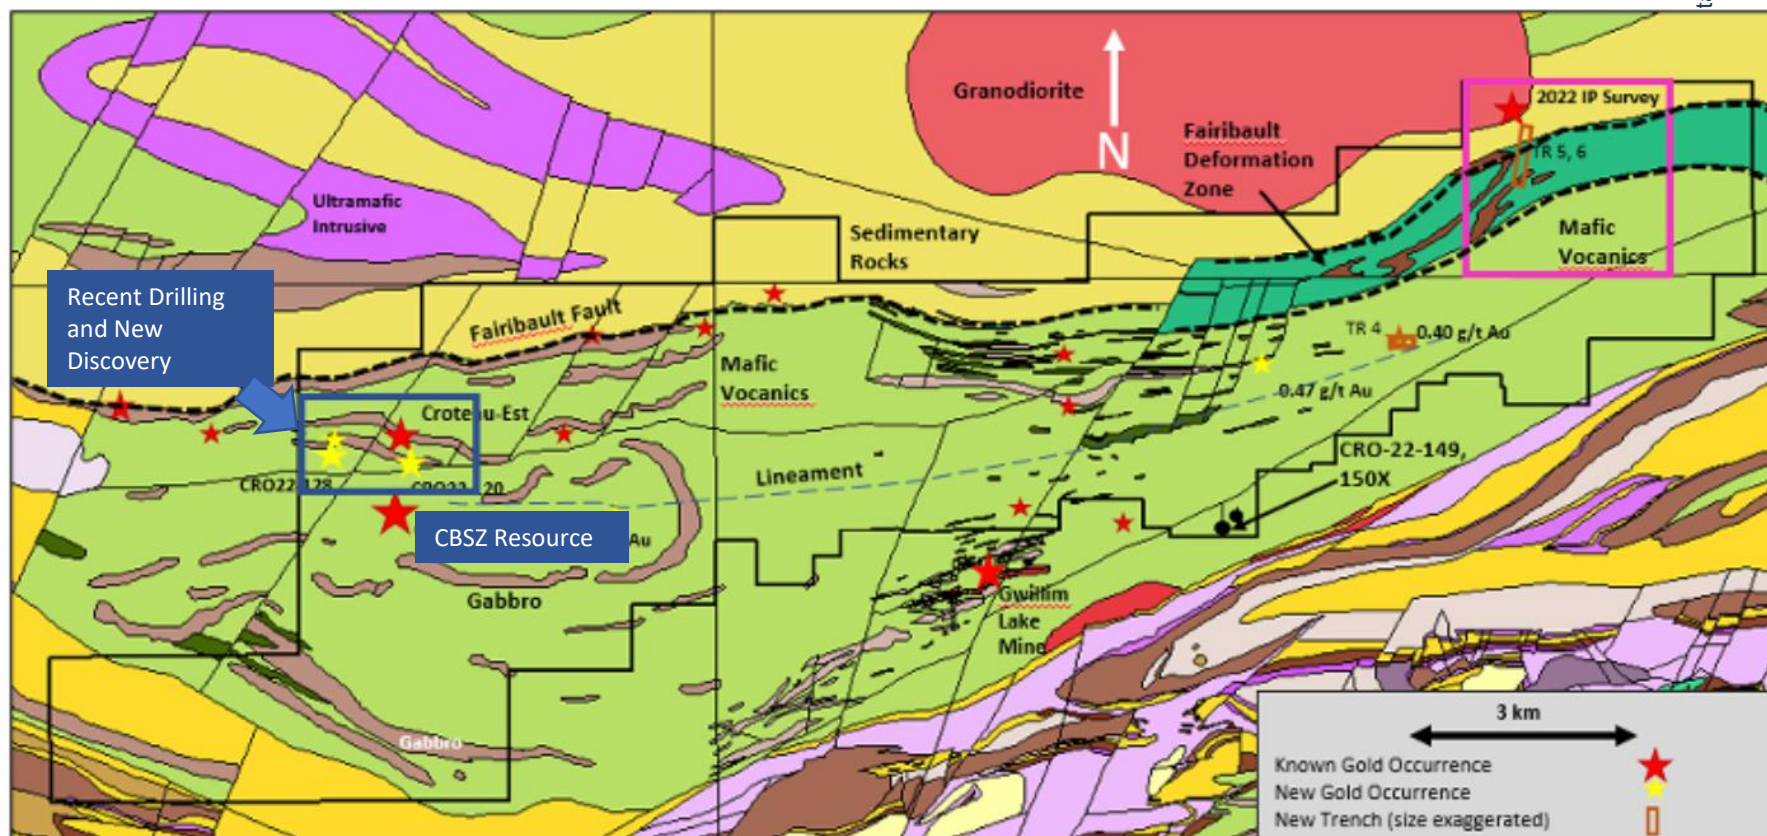 Granodiorite
N
Fairibault
Deformation
Zone
2022 IP Survey
TR 5, 6
Ultramafic
Intrusive
Sedimentary
Rocks
Mafic
Vocanics
Recent Drilling
and New
Discovery
Fairibault Fault
Mafic
Vocanics
TR 4
0.40 g/t Au
0.47 g/t Au
Croteau-Est
CRO22-128
20
Lineament
CRO-22-149,
150X
CBSZ Resource
Au
Gabbro
Gwillim
Lake
Mine
Gabbro
3 km
Known Gold Occurrence
New Gold Occurrence
New Trench (size exaggerated)